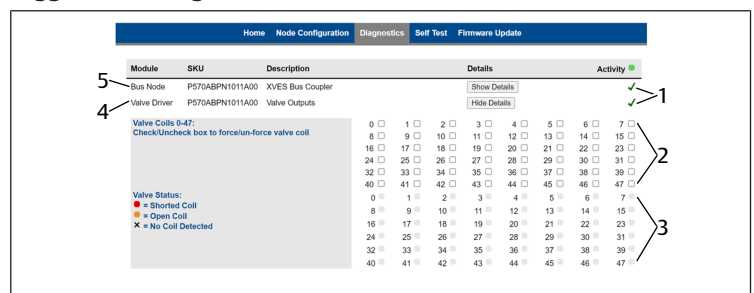 Home Node Configuration Diagnostics Self Test Firmware Update
Module SKU Description Details Activity
5 Bus Node P570ABPN1011A00 XVES Bus Coupler Show Details 1
4 Valve Driver P570ABPN1011A00 Valve Outputs Hide Details
Valve Coils 0-47:
Check/Uncheck box to force/un-force valve coil
0 1 2 3 4 5 6 7
8 9 10 11 12 13 14 15
16 17 18 19 20 21 22 23
24 25 26 27 28 29 30 31
32 33 34 35 36 37 38 39
40 41 42 43 44 45 46 47
2
Valve Status:
= Shorted Coil
= Open Coil
× = No Coil Detected
0 1 2 3 4 5 6 7
8 9 10 11 12 13 14 15
16 17 18 19 20 21 22 23
24 25 26 27 28 29 30 31
32 33 34 35 36 37 38 39
40 41 42 43 44 45 46 47
3